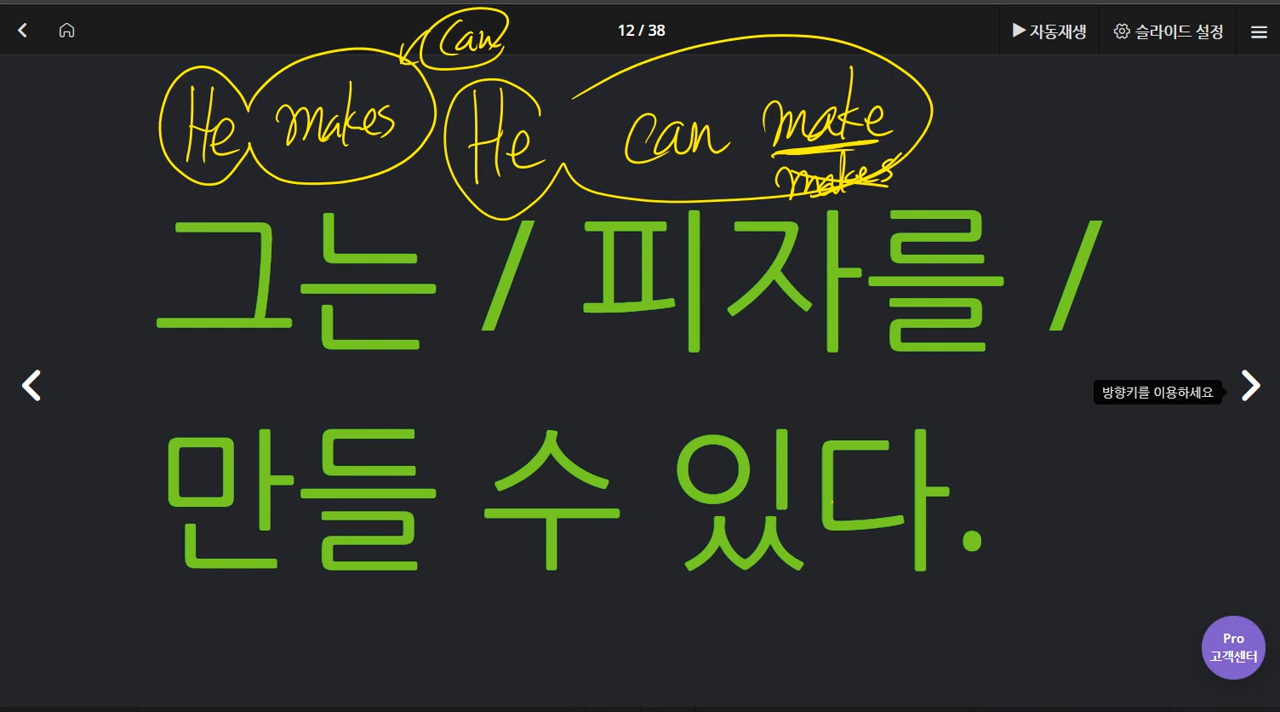 12 / 38
▶ 자동재생
슬라이드 설정
can
He makes
He can make
makes
그는 / 피자를 /
만들 수 있다.
방향키를 이용하세요
Pro
고객센터